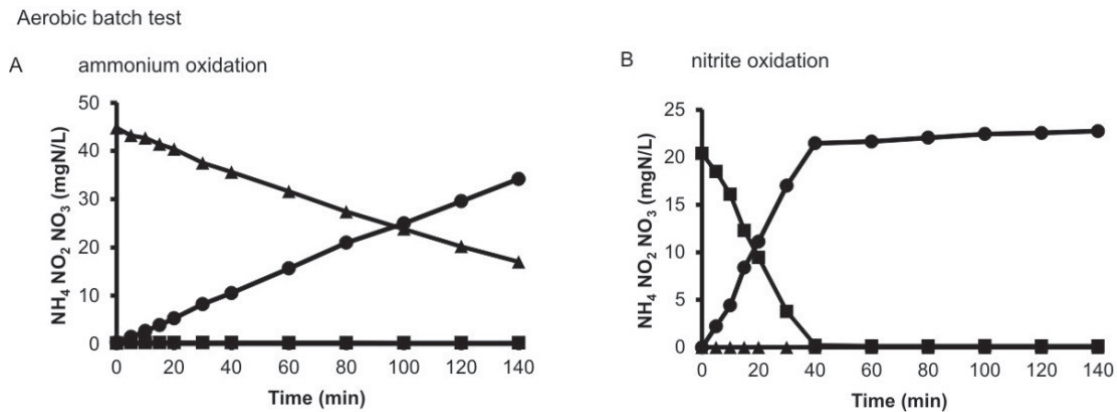 Aerobic batch test
A ammonium oxidation
NH4 NO2 NO3 (mgN/L)
50
40
30
20
10
0
0 20 40 60 80 100 120 140
Time (min)
B nitrite oxidation
NH4 NO2 NO3 (mgN/L)
25
20
15
10
5
0
0 20 40 60 80 100 120 140
Time (min)